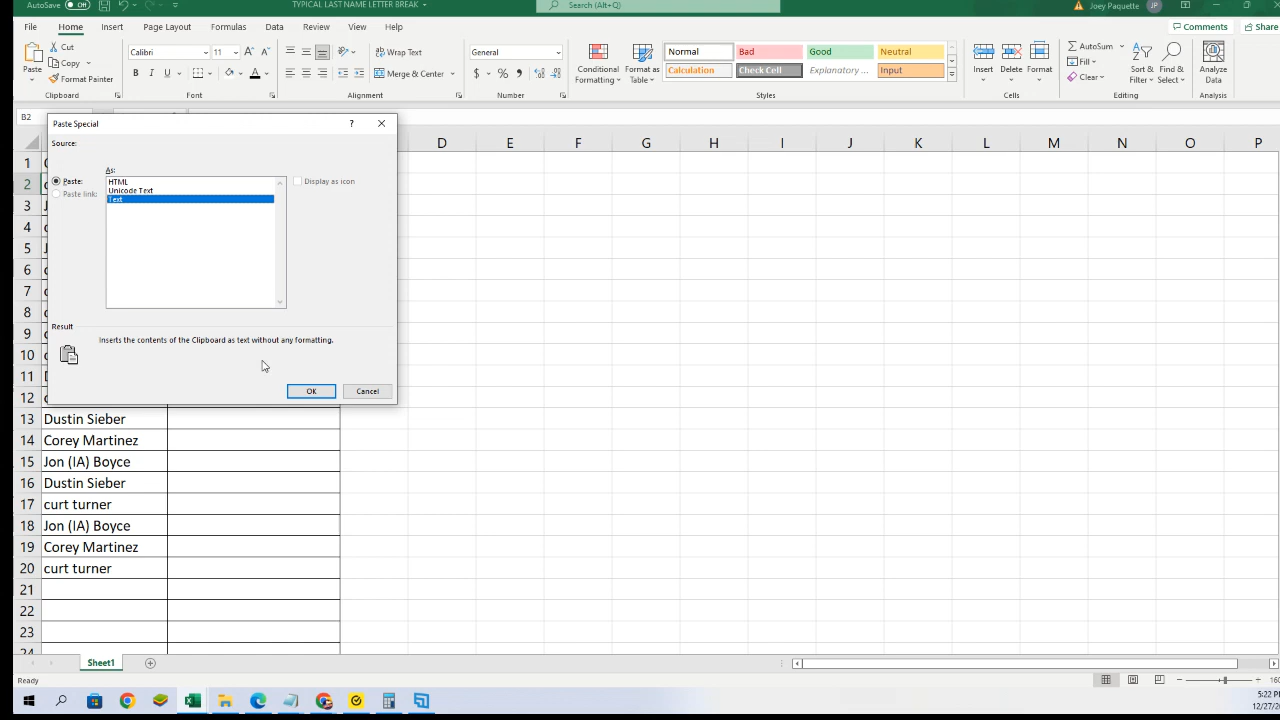 AutoSave Off TYPICAL LAST NAME LETTER BREAK Search (Alt+Q) Joey Paquette JP
File Home Insert Page Layout Formulas Data Review View Help Comments Share
Cut Calibri 11 Wrap Text General Normal Bad Good Neutral AutoSum
Copy Fill
Paste Format Painter B I U Merge & Center $ % Conditional Formatting Format as Table Calculation Check Cell Explanatory ... Input Insert Delete Format Clear Sort & Filter Find & Select Analyze Data
Clipboard Font Alignment Number Styles Cells Editing Analysis
B2
Paste Special ?
Source:
D E F G H I J K L M N O P
1
As:
Paste: HTML Display as icon
Paste link: Unicode Text
Text
2
3
4
5
6
7
8
9
Result
Inserts the contents of the Clipboard as text without any formatting.
10
11
OK Cancel
12
13 Dustin Sieber
14 Corey Martinez
15 Jon (IA) Boyce
16 Dustin Sieber
17 curt turner
18 Jon (IA) Boyce
19 Corey Martinez
20 curt turner
21
22
23
24
Sheet1
Ready
5:22 PM
12/27/2